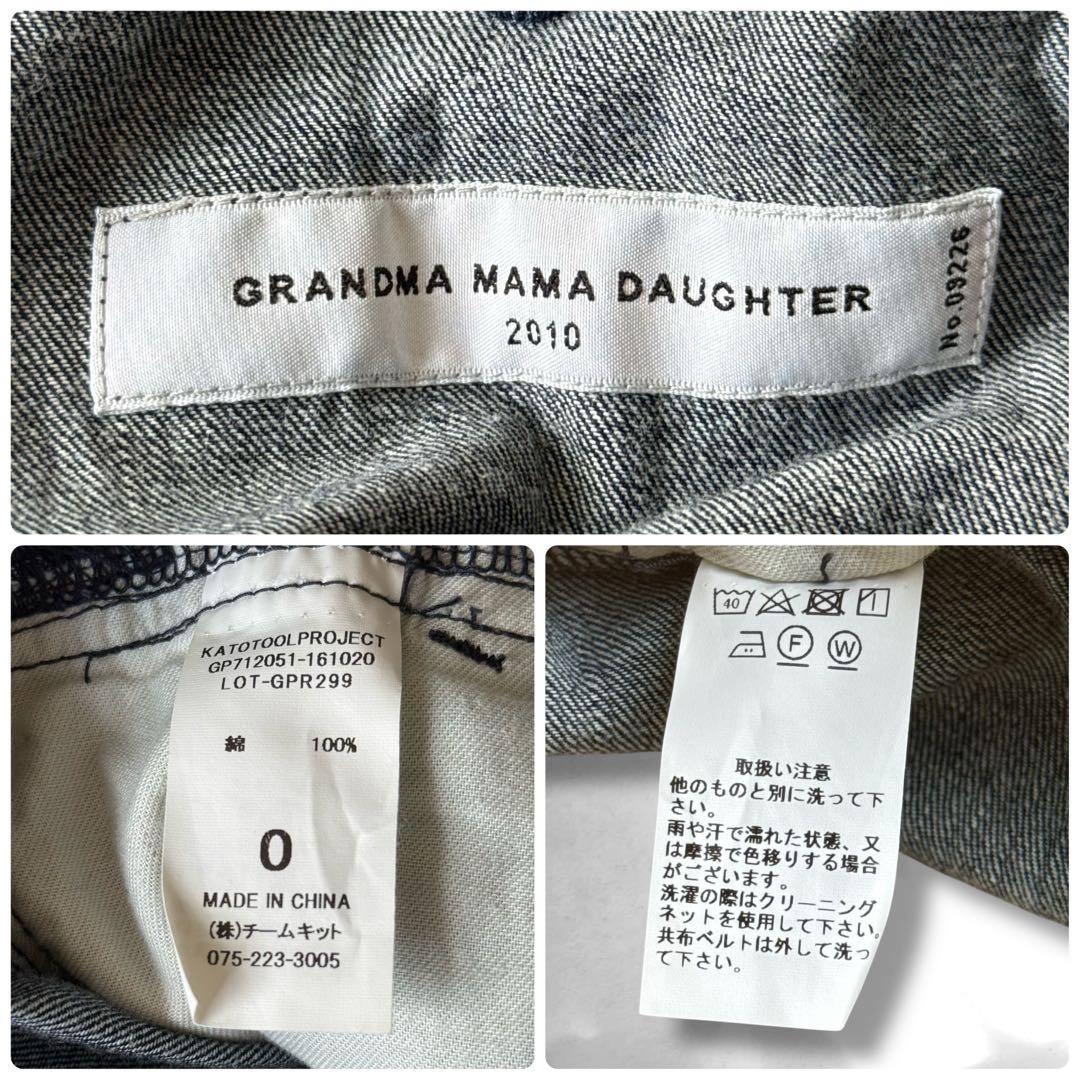 GRANDMA MAMA DAUGHTER
2010
No.09226
KATOTOOLPROJECT
GP712051-161020
LOT-GPR299
綿 100%
0
MADE IN CHINA
(株)チームキット
075-223-3005
40
1
F W
取扱い注意
他のものと別に洗って下
さい。
雨や汗で濡れた状態、又
は摩擦で色移りする場合
がございます。
洗濯の際はクリーニング
ネットを使用して下さい。
共布ベルトは外して洗っ
て下さい。